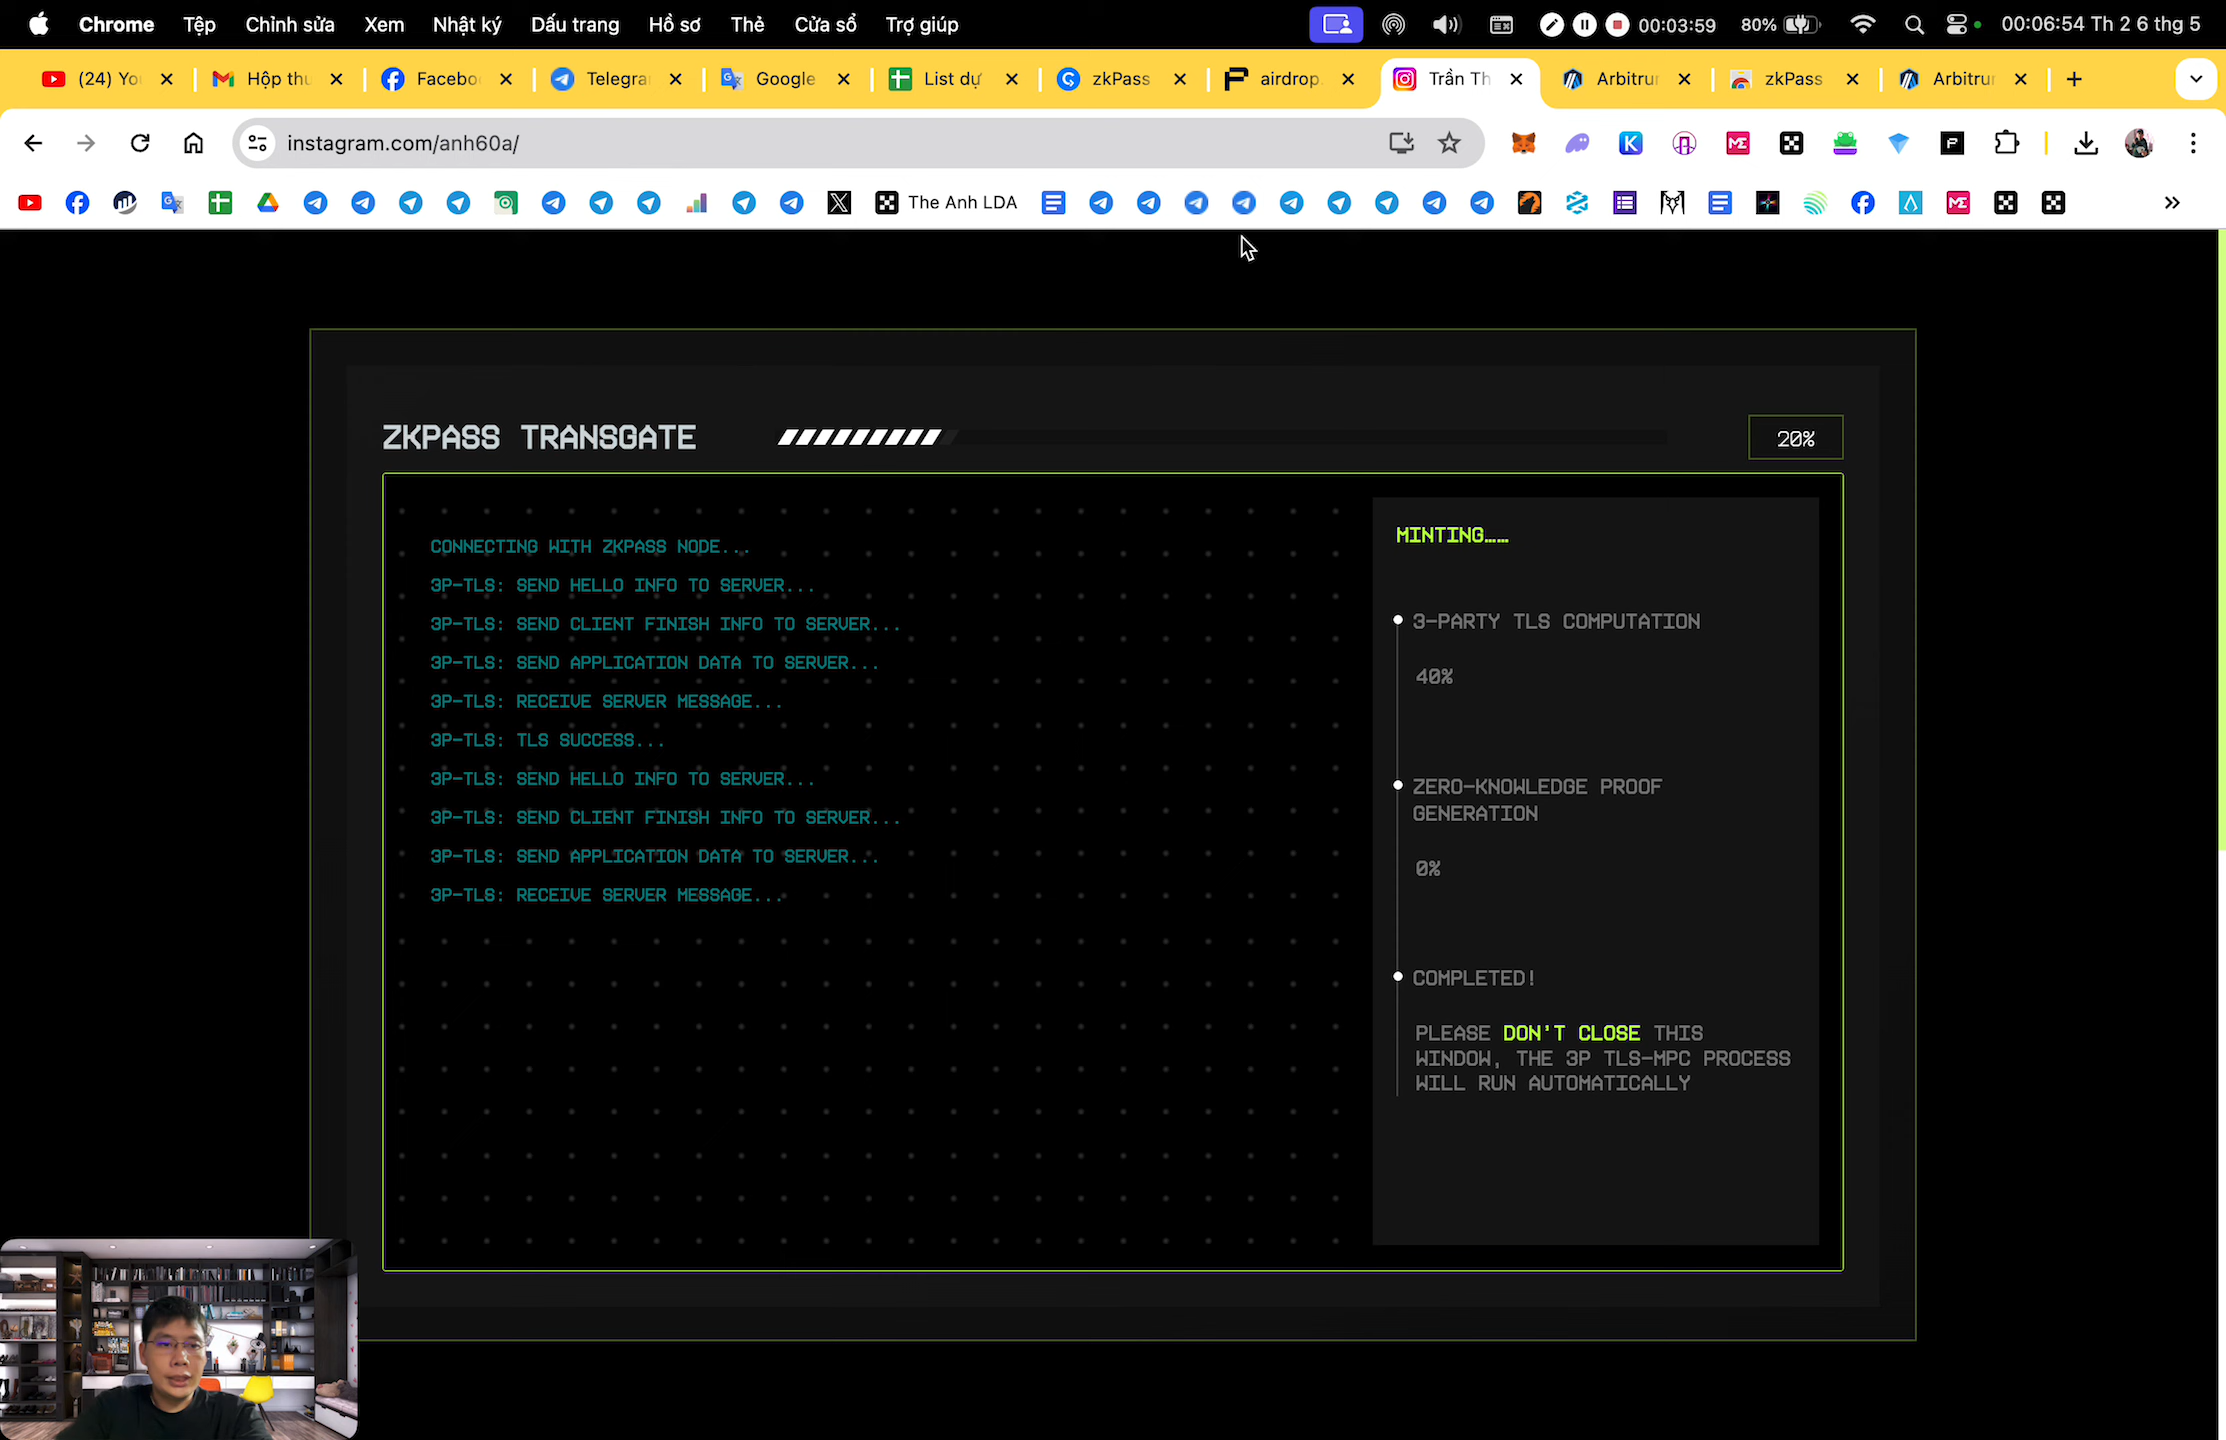 Chrome Tệp Chỉnh sửa Xem Nhật ký Dấu trang Hồ sơ Thẻ Cửa sổ Trợ giúp 00:03:59 80% 00:06:54 Th 2 6 thg 5
(24) You Hộp thư Facebo Telegra Google List dự zkPass airdrop. Trần Th Arbitrur zkPass Arbitrur
instagram.com/anh60a/
The Anh LDA
ZKPASS TRANSGATE
20%
CONNECTING WITH ZKPASS NODE...
3P-TLS: SEND HELLO INFO TO SERVER...
3P-TLS: SEND CLIENT FINISH INFO TO SERVER...
3P-TLS: SEND APPLICATION DATA TO SERVER...
3P-TLS: RECEIVE SERVER MESSAGE...
3P-TLS: TLS SUCCESS...
3P-TLS: SEND HELLO INFO TO SERVER...
3P-TLS: SEND CLIENT FINISH INFO TO SERVER...
3P-TLS: SEND APPLICATION DATA TO SERVER...
3P-TLS: RECEIVE SERVER MESSAGE...
MINTING……
3-PARTY TLS COMPUTATION
40%
ZERO-KNOWLEDGE PROOF
GENERATION
0%
COMPLETED!
PLEASE DON'T CLOSE THIS
WINDOW, THE 3P TLS-MPC PROCESS
WILL RUN AUTOMATICALLY